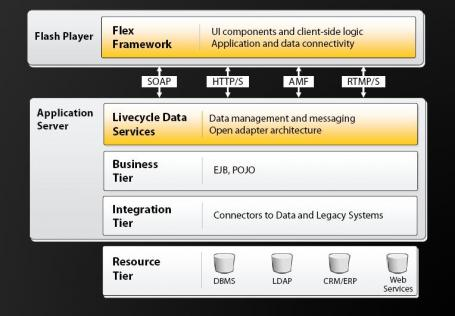 Flash Player
Flex Framework
UI components and client-side logic
Application and data connectivity
SOAP
HTTP/S
AMF
RTMP/S
Application Server
Livecycle Data Services
Data management and messaging
Open adapter architecture
Business Tier
EJB, POJO
Integration Tier
Connectors to Data and Legacy Systems
Resource Tier
DBMS
LDAP
CRM/ERP
Web Services